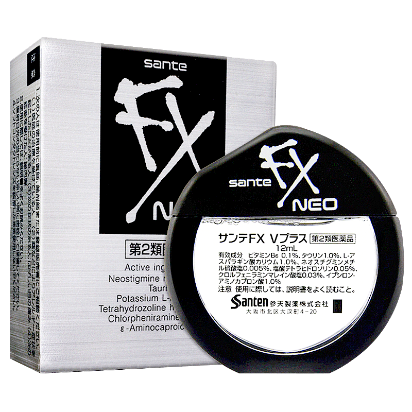 sante
FX
NEO
第2類医
Active ing
Neostigmine
Taur
Potassium L-
Tetrahydrozoline h
Chlorpheniramine
ε-Aminocaproic
sante
FX
NEO
サンテFX Vプラス 第2類医薬品
12mL
有効成分 ビタミンB6 0.1%、タウリン1.0%、L-ア
スパラギン酸カリウム1.0%、ネオスチグミンメチ
ル硫酸塩0.005%、塩酸テトラヒドロゾリン0.05%、
クロルフェニラミンマレイン酸塩0.03%、イプシロン-
アミノカプロン酸1.0%
注意 使用に際しては、説明書をよく読むこと。
Santen 参天製薬株式会社
大阪市北区大深町4-20